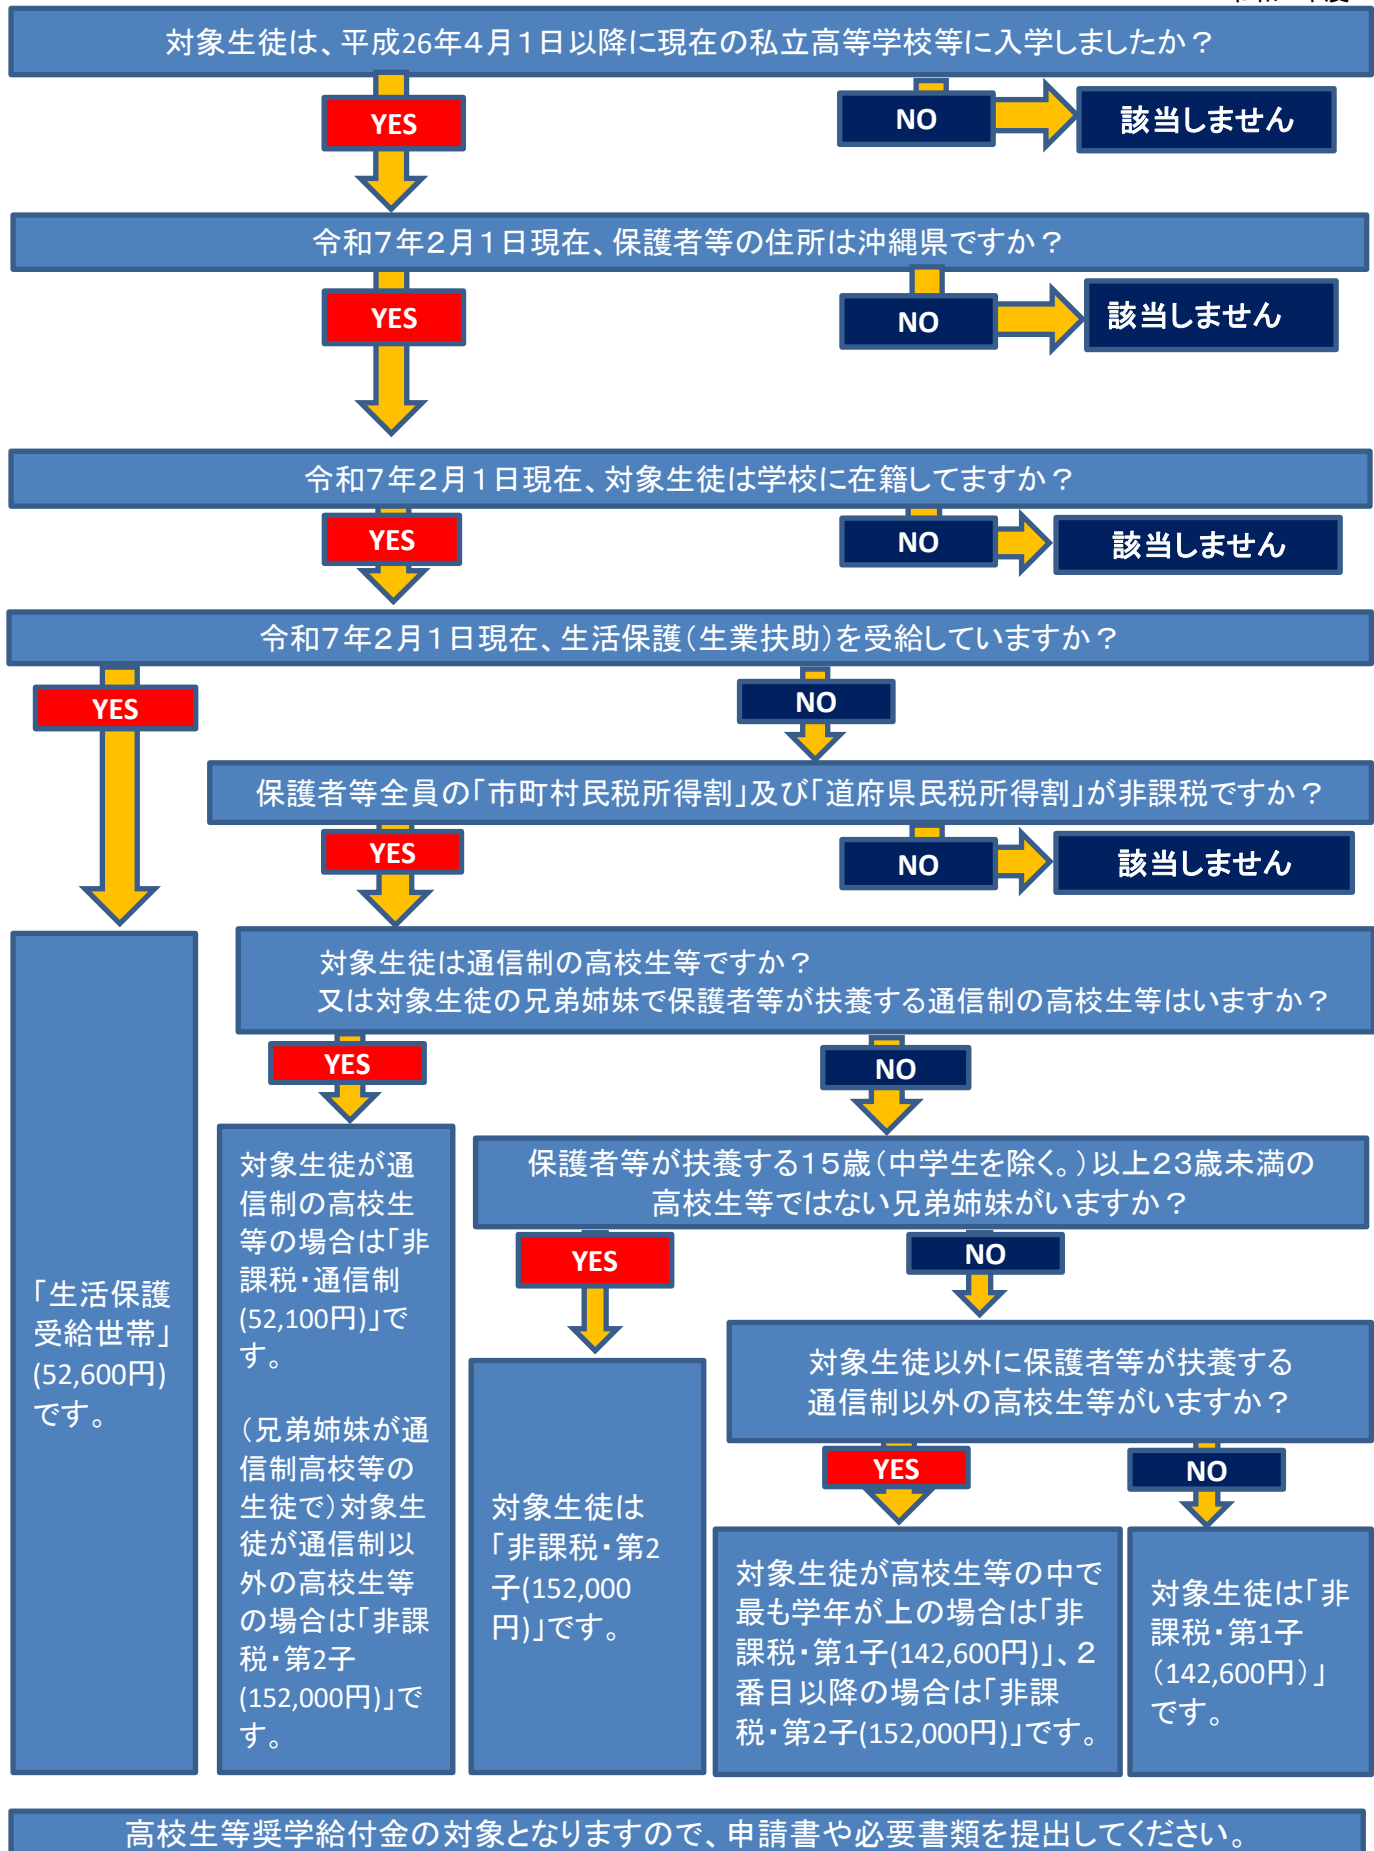 対象生徒は、平成26年４月１日以降に現在の私立高等学校等に入学しましたか？
YES
NO
該当しません
令和７年２月１日現在、保護者等の住所は沖縄県ですか？
YES
NO
該当しません
令和７年２月１日現在、対象生徒は学校に在籍してますか？
YES
NO
該当しません
令和７年２月１日現在、生活保護（生業扶助）を受給していますか？
YES
NO
保護者等全員の「市町村民税所得割」及び「道府県民税所得割」が非課税ですか？
YES
NO
該当しません
対象生徒は通信制の高校生等ですか？
又は対象生徒の兄弟姉妹で保護者等が扶養する通信制の高校生等はいますか？
YES
NO
「生活保護
受給世帯」
(52,600円)
です。
対象生徒が通
信制の高校生
等の場合は「非
課税・通信制
(52,100円)」で
す。
（兄弟姉妹が通
信制高校等の
生徒で）対象生
徒が通信制以
外の高校生等
の場合は「非課
税・第2子
(152,000円)」で
す。
保護者等が扶養する１５歳（中学生を除く。）以上２３歳未満の
高校生等ではない兄弟姉妹がいますか？
YES
NO
対象生徒は
「非課税・第2
子(152,000
円)」です。
対象生徒以外に保護者等が扶養する
通信制以外の高校生等がいますか？
YES
NO
対象生徒が高校生等の中で
最も学年が上の場合は「非
課税・第1子(142,600円)」、２
番目以降の場合は「非課
税・第2子(152,000円)」です。
対象生徒は「非
課税・第1子
（142,600円）」
です。
高校生等奨学給付金の対象となりますので、申請書や必要書類を提出してください。